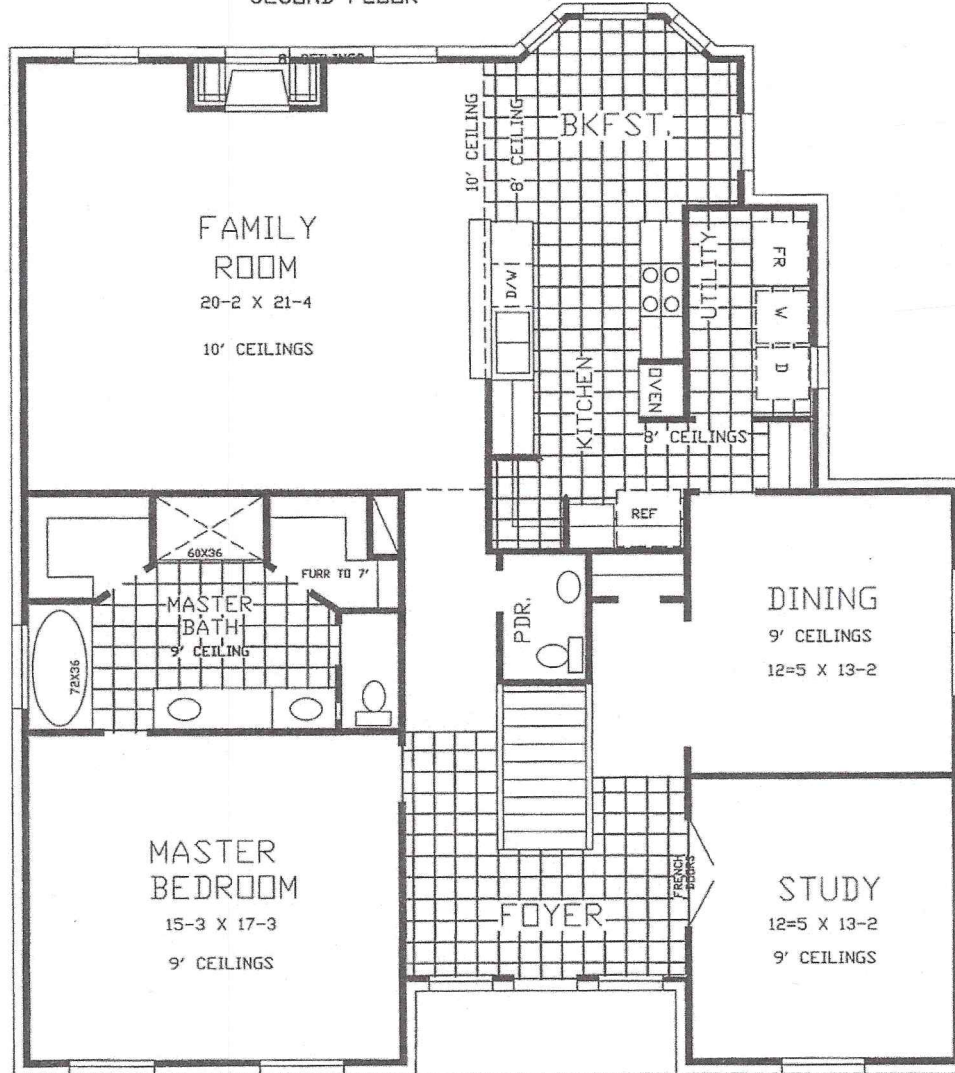 SECOND FLOOR
8' CEILINGS
10' CEILING
8' CEILING
BKFST.
FAMILY
ROOM
20-2 X 21-4
10' CEILINGS
D/W
UTILITY
FR
W
D
KITCHEN
OVEN
8' CEILINGS
REF
60X36
FURR TO 7'
MASTER
BATH
9' CEILING
72X36
PDR.
DINING
9' CEILINGS
12=5 X 13-2
MASTER
BEDROOM
15-3 X 17-3
9' CEILINGS
FOYER
FRENCH
DOORS
STUDY
12=5 X 13-2
9' CEILINGS